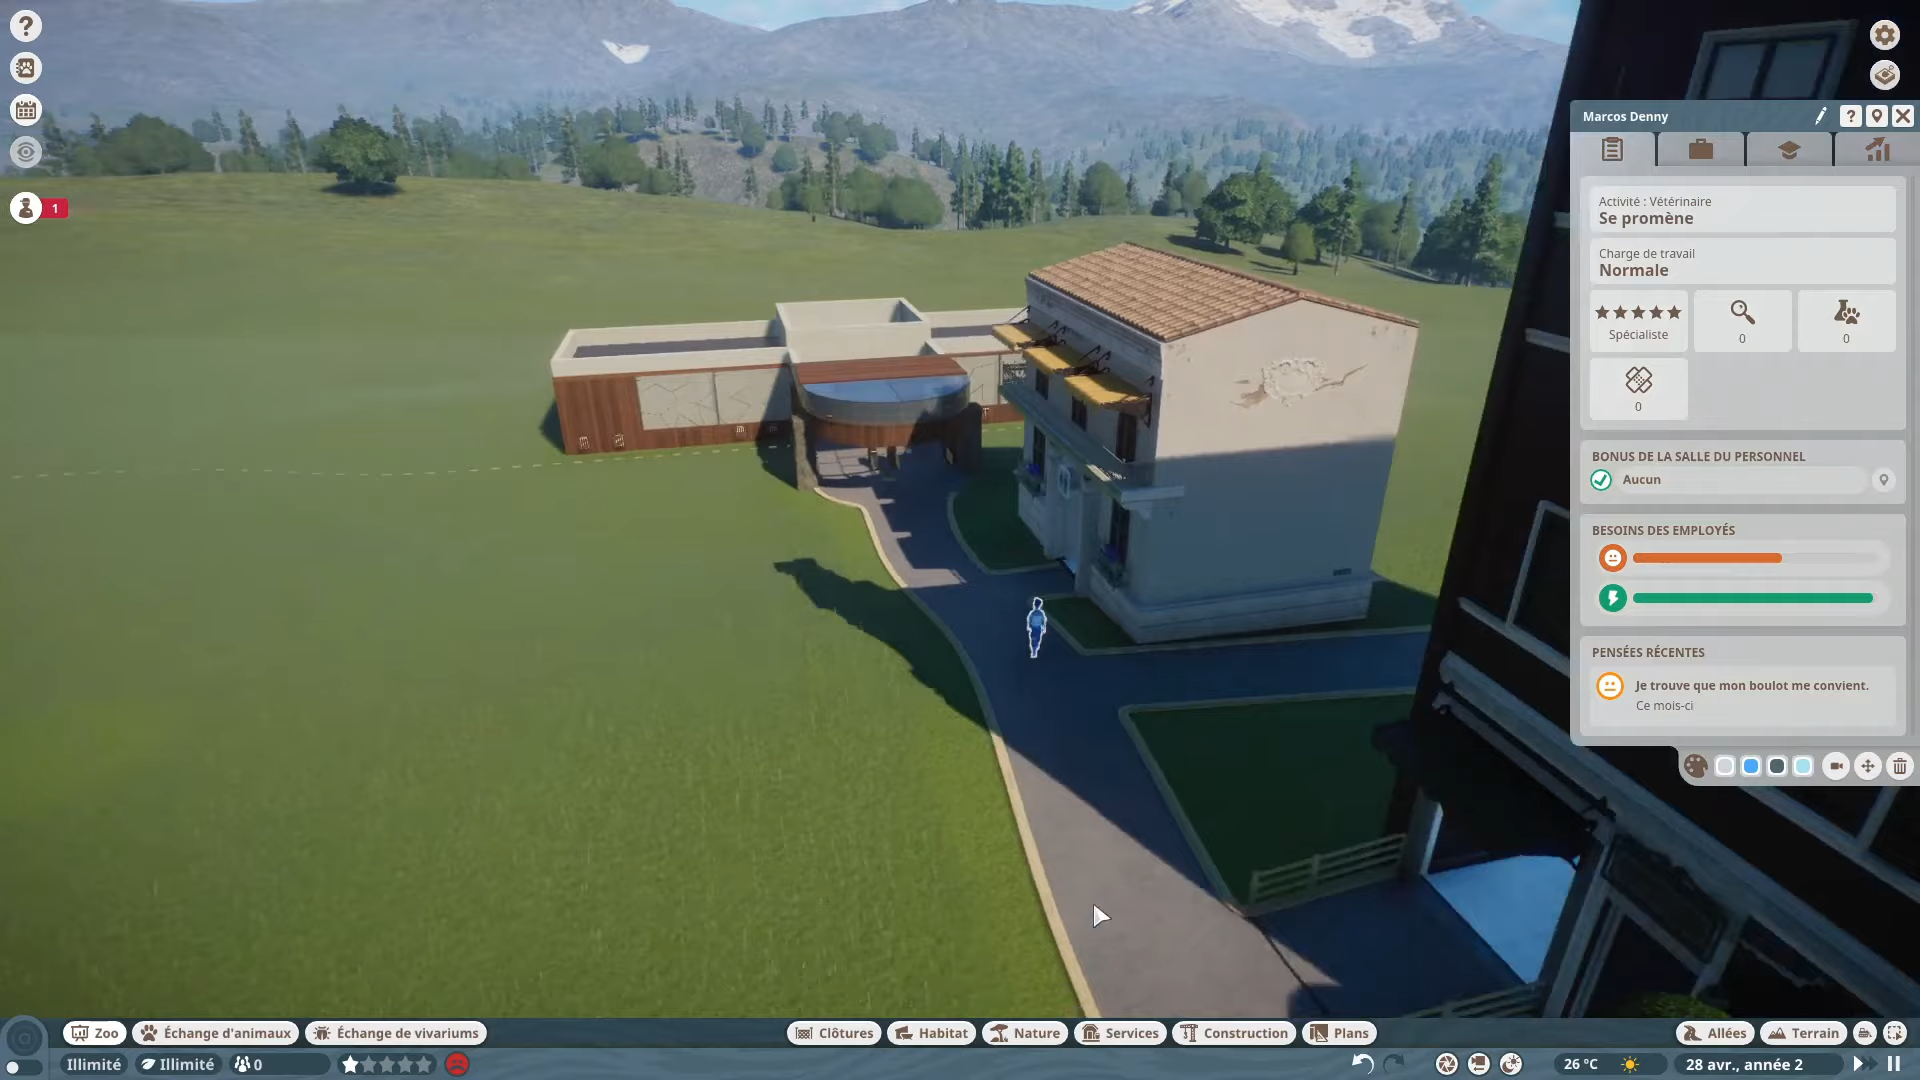 1
Marcos Denny
Activité : Vétérinaire
Se promène
Charge de travail
Normale
Spécialiste
0
0
0
BONUS DE LA SALLE DU PERSONNEL
Aucun
BESOINS DES EMPLOYÉS
PENSÉES RÉCENTES
Je trouve que mon boulot me convient.
Ce mois-ci
Zoo
Échange d'animaux
Échange de vivariums
Clôtures
Habitat
Nature
Services
Construction
Plans
Allées
Terrain
Illimité
Illimité
0
26 °C
28 avr., année 2